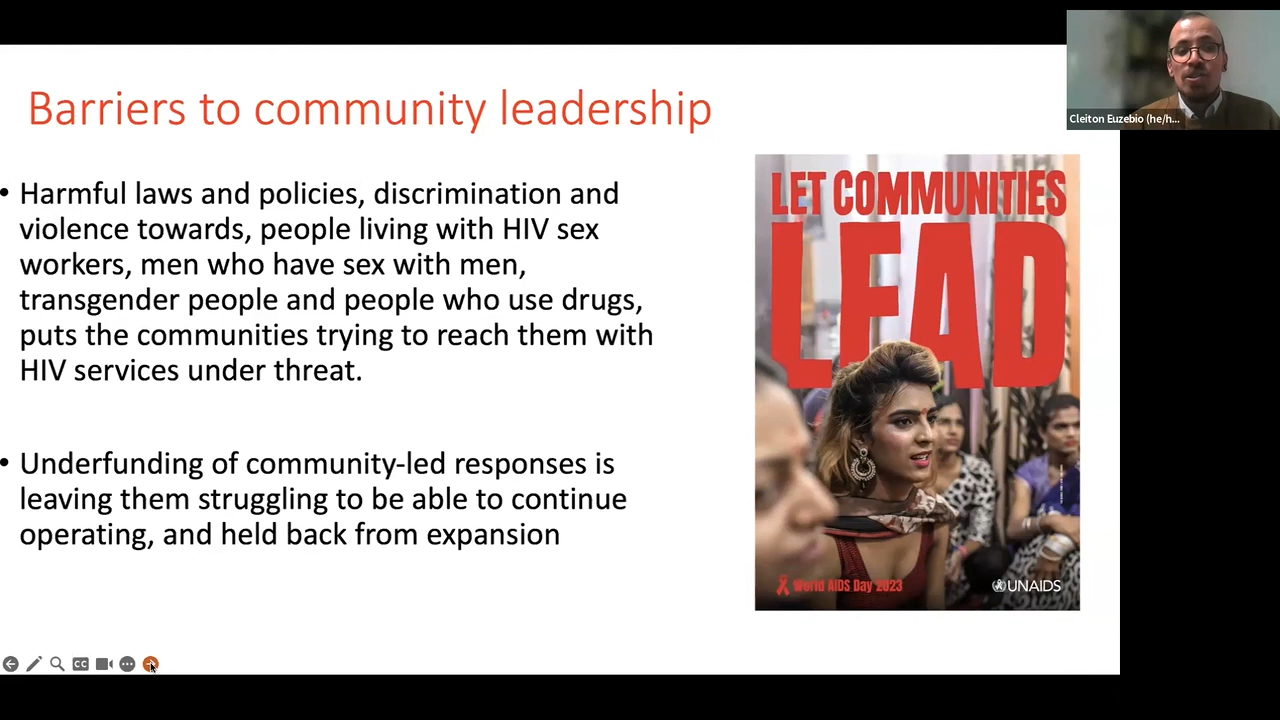 Barriers to community leadership
• Harmful laws and policies, discrimination and
violence towards, people living with HIV sex
workers, men who have sex with men,
transgender people and people who use drugs,
puts the communities trying to reach them with
HIV services under threat.
• Underfunding of community-led responses is
leaving them struggling to be able to continue
operating, and held back from expansion
LET COMMUNITIES
LEAD
World AIDS Day 2023
UNAIDS
Cleiton Euzebio (he/h...
CC